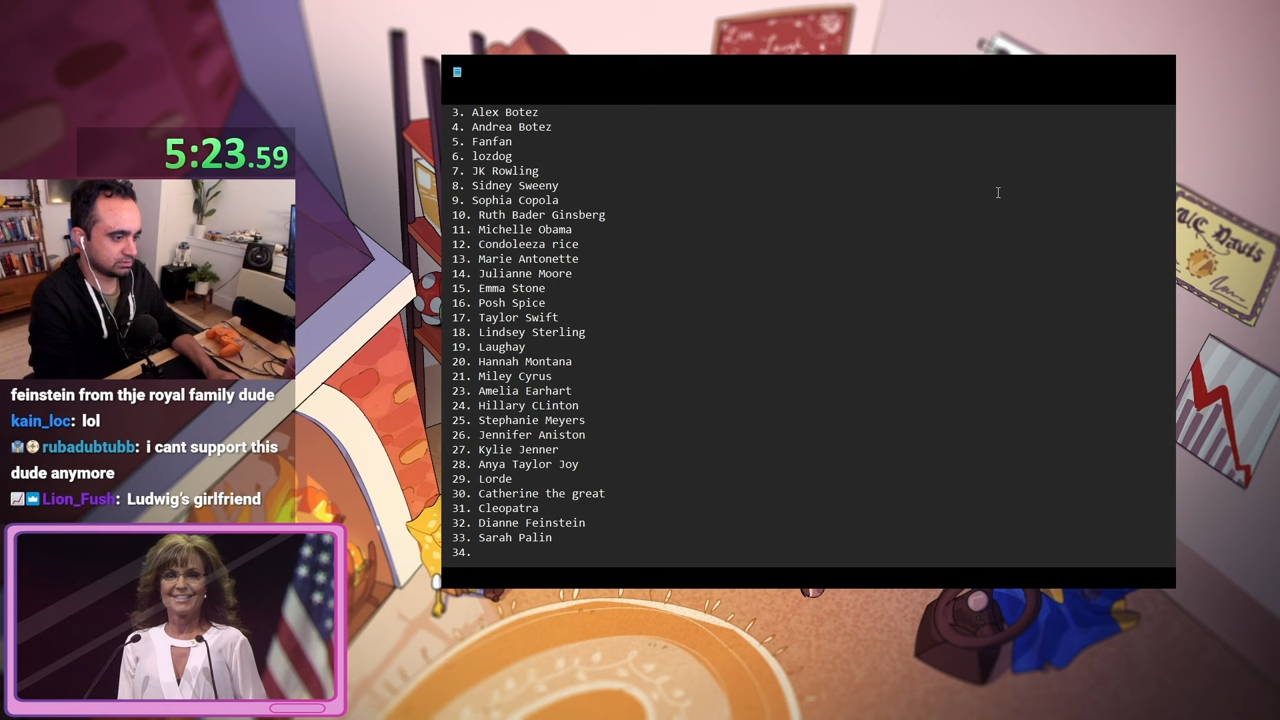 Live
Laugh
5:23.59
3. Alex Botez
4. Andrea Botez
5. Fanfan
6. lozdog
7. JK Rowling
8. Sidney Sweeny
9. Sophia Copola
10. Ruth Bader Ginsberg
11. Michelle Obama
12. Condoleeza rice
13. Marie Antonette
14. Julianne Moore
15. Emma Stone
16. Posh Spice
17. Taylor Swift
18. Lindsey Sterling
19. Laughay
20. Hannah Montana
21. Miley Cyrus
23. Amelia Earhart
24. Hillary CLinton
25. Stephanie Meyers
26. Jennifer Aniston
27. Kylie Jenner
28. Anya Taylor Joy
29. Lorde
30. Catherine the great
31. Cleopatra
32. Dianne Feinstein
33. Sarah Palin
34.
UC Davis
feinstein from thje royal family dude
kain_loc: lol
rubadubtubb: i cant support this
dude anymore
Lion_Fush: Ludwig's girlfriend